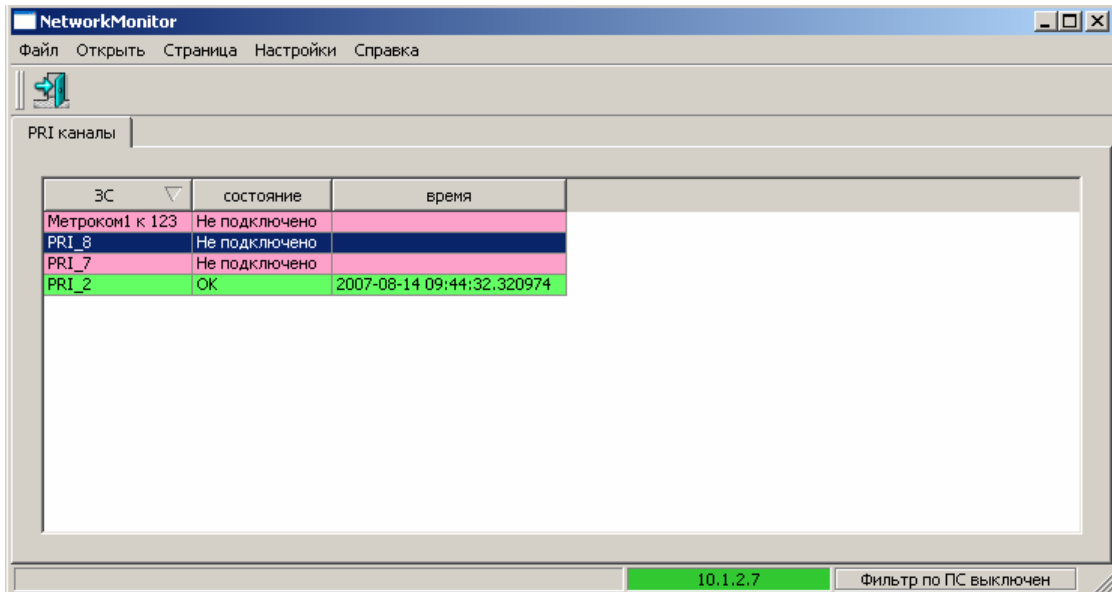 NetworkMonitor
Файл Открыть Страница Настройки Справка
PRI каналы
ЗС состояние время
Метроком1 к 123 Не подключено
PRI_8 Не подключено
PRI_7 Не подключено
PRI_2 OK 2007-08-14 09:44:32.320974
10.1.2.7 Фильтр по ПС выключен